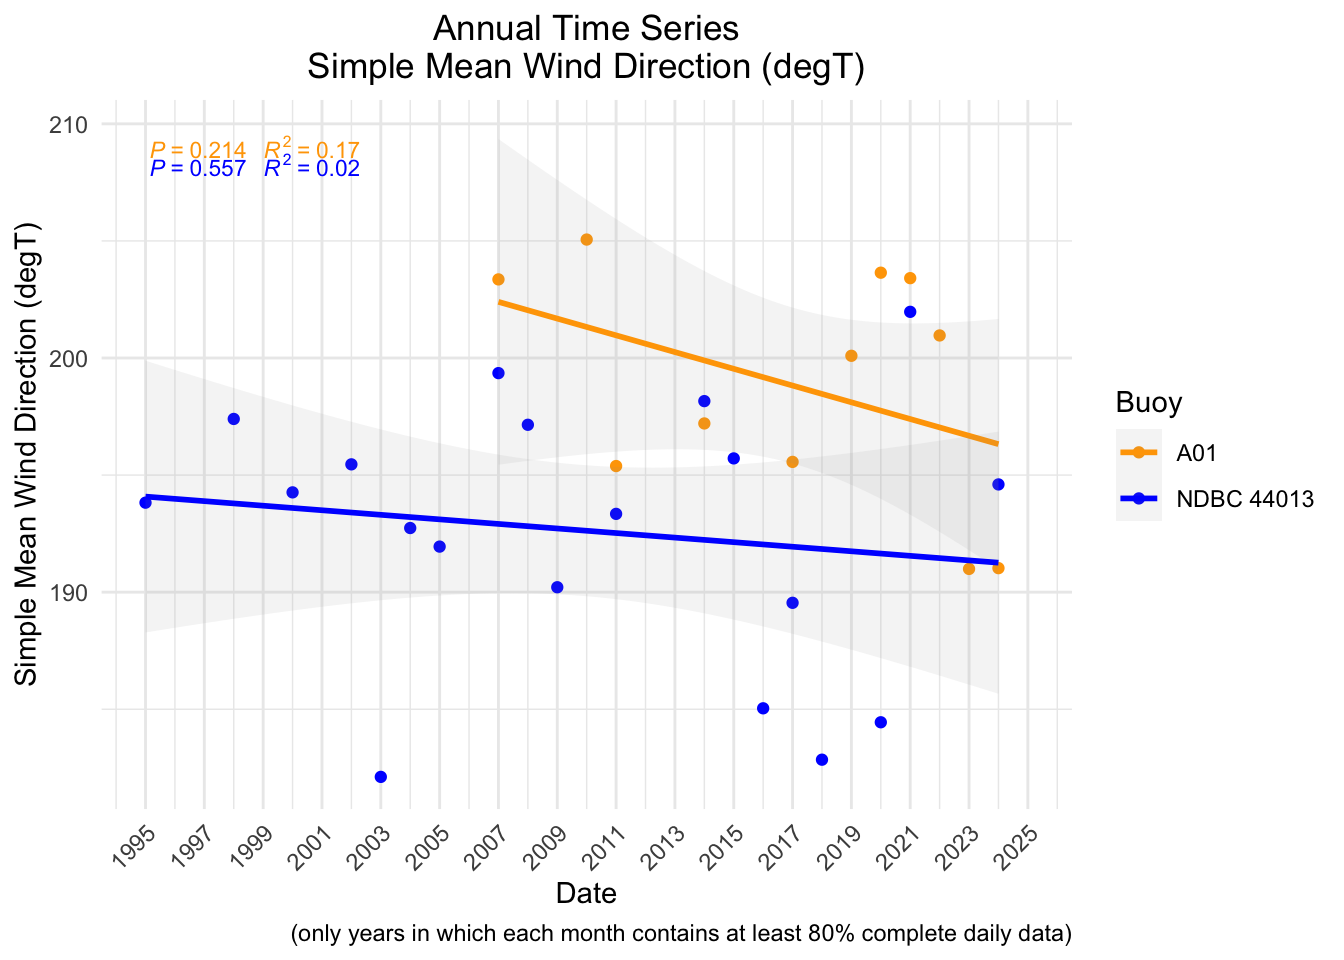 Annual Time Series
Simple Mean Wind Direction (degT)
P = 0.214 R² = 0.17
P = 0.557 R² = 0.02
Simple Mean Wind Direction (degT)
210
200
190
1995 1997 1999 2001 2003 2005 2007 2009 2011 2013 2015 2017 2019 2021 2023 2025
Date
Buoy
A01
NDBC 44013
(only years in which each month contains at least 80% complete daily data)